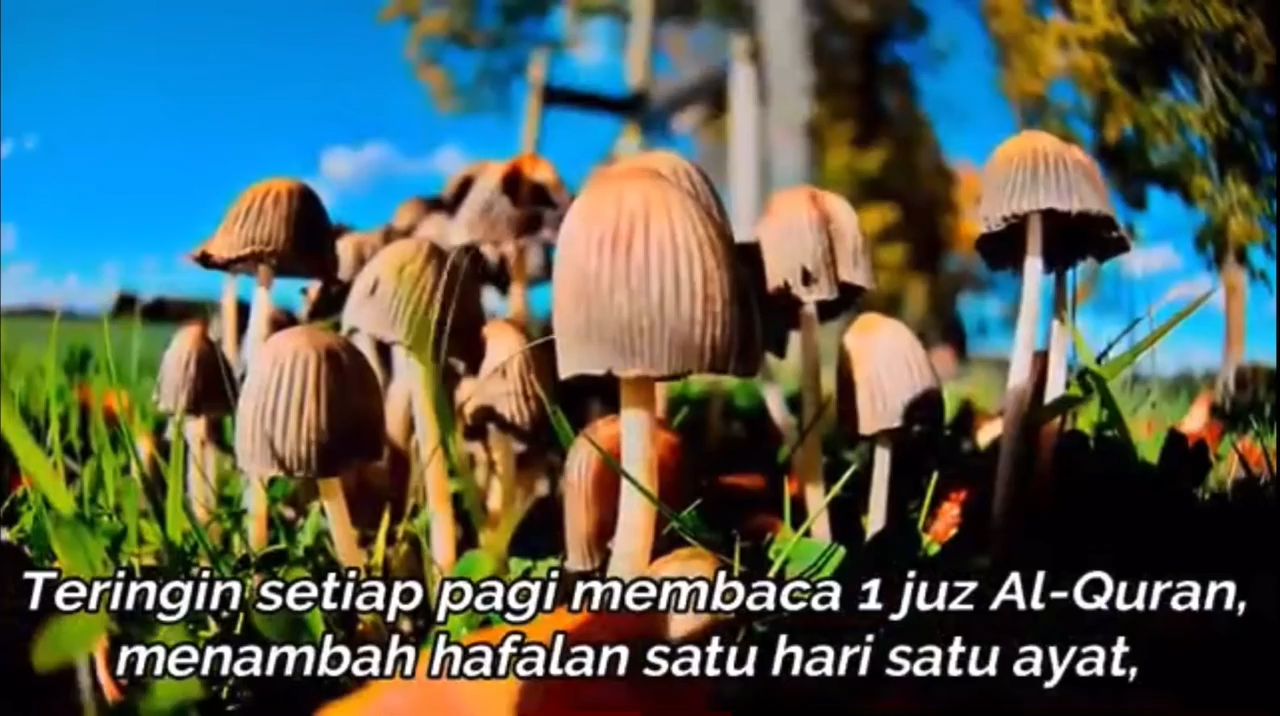 Teringin setiap pagi membaca 1 juz Al-Quran,
menambah hafalan satu hari satu ayat,